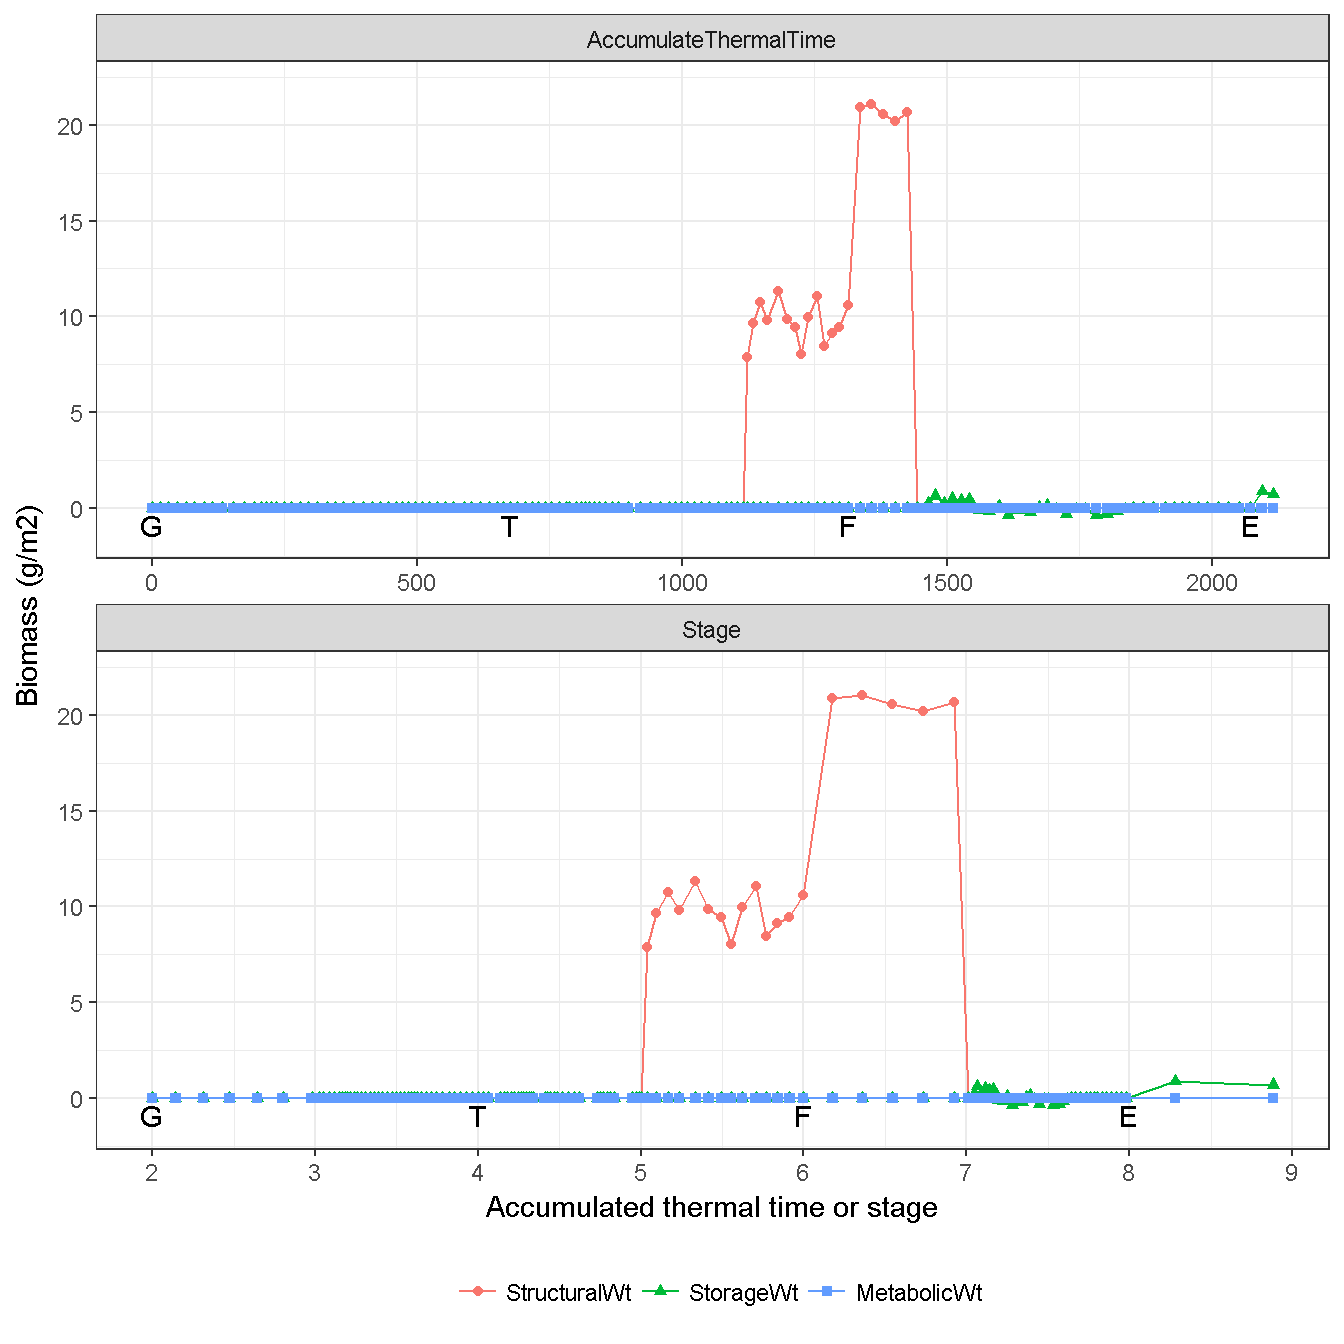 AccumulateThermalTime
20
15
10
5
0
G T F E
0 500 1000 1500 2000
Biomass (g/m2)
Stage
20
15
10
5
0
G T F E
2 3 4 5 6 7 8 9
Accumulated thermal time or stage
StructuralWt StorageWt MetabolicWt